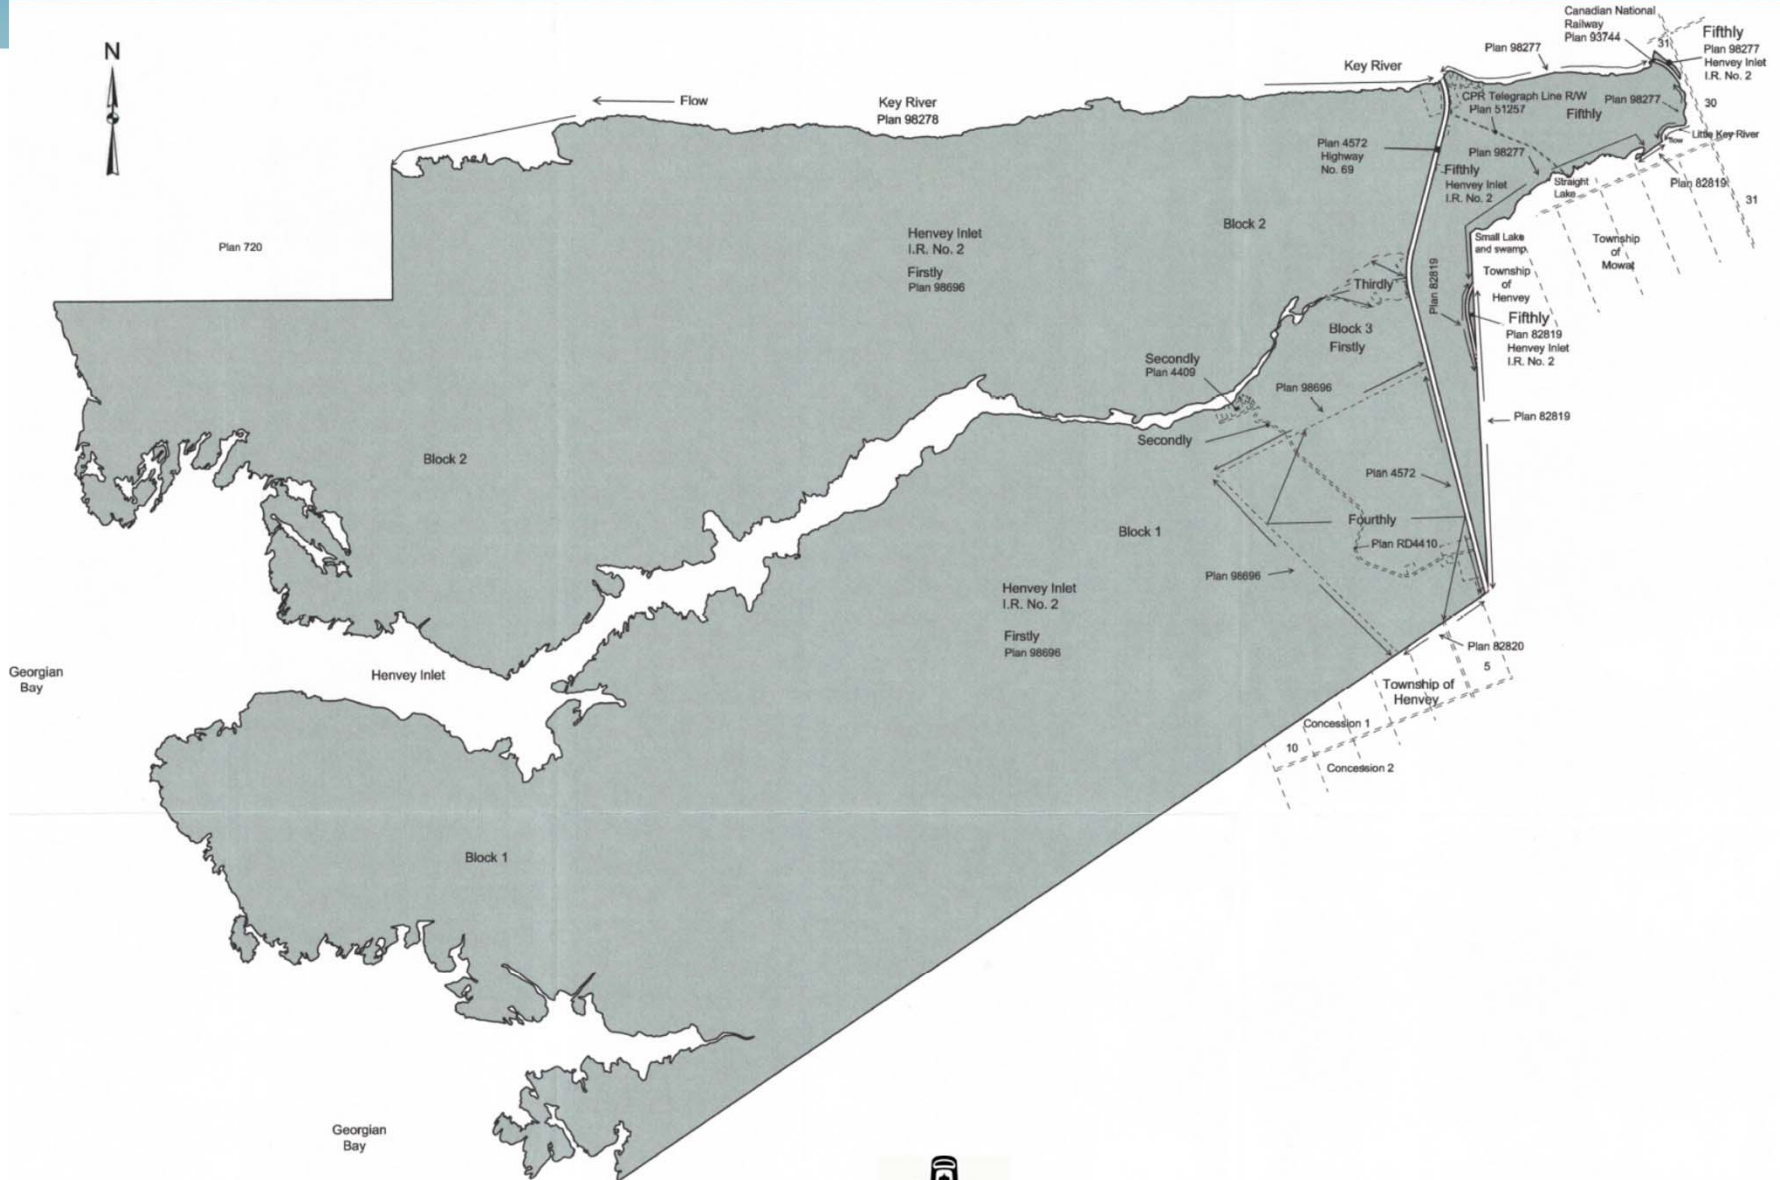 Canadian National
Railway
Plan 93744
31
Fifthly
Plan 98277
Henvey Inlet
I.R. No. 2
N
Plan 98277
Key River
Flow
Key River
Plan 98278
CPR Telegraph Line R/W
Plan 51257
Fifthly
Plan 98277
30
Little Key River
flow
Plan 4572
Highway
No. 69
Plan 98277
Fifthly
Henvey Inlet
I.R. No. 2
Straight
Lake
Plan 82819
31
Plan 720
Henvey Inlet
I.R. No. 2
Firstly
Plan 98696
Block 2
Small Lake
and swamp.
Township
of
Mowat
Township
of
Henvey
Thirdly
Plan 82819
Fifthly
Plan 82819
Henvey Inlet
I.R. No. 2
Block 3
Firstly
Secondly
Plan 4409
Plan 98696
Plan 82819
Secondly
Block 2
Plan 4572
Block 1
Fourthly
Plan RD4410
Plan 98696
Henvey Inlet
I.R. No. 2
Firstly
Plan 98696
Plan 82820
5
Georgian
Bay
Henvey Inlet
Township of
Henvey
Concession 1
10
Concession 2
Block 1
Georgian
Bay